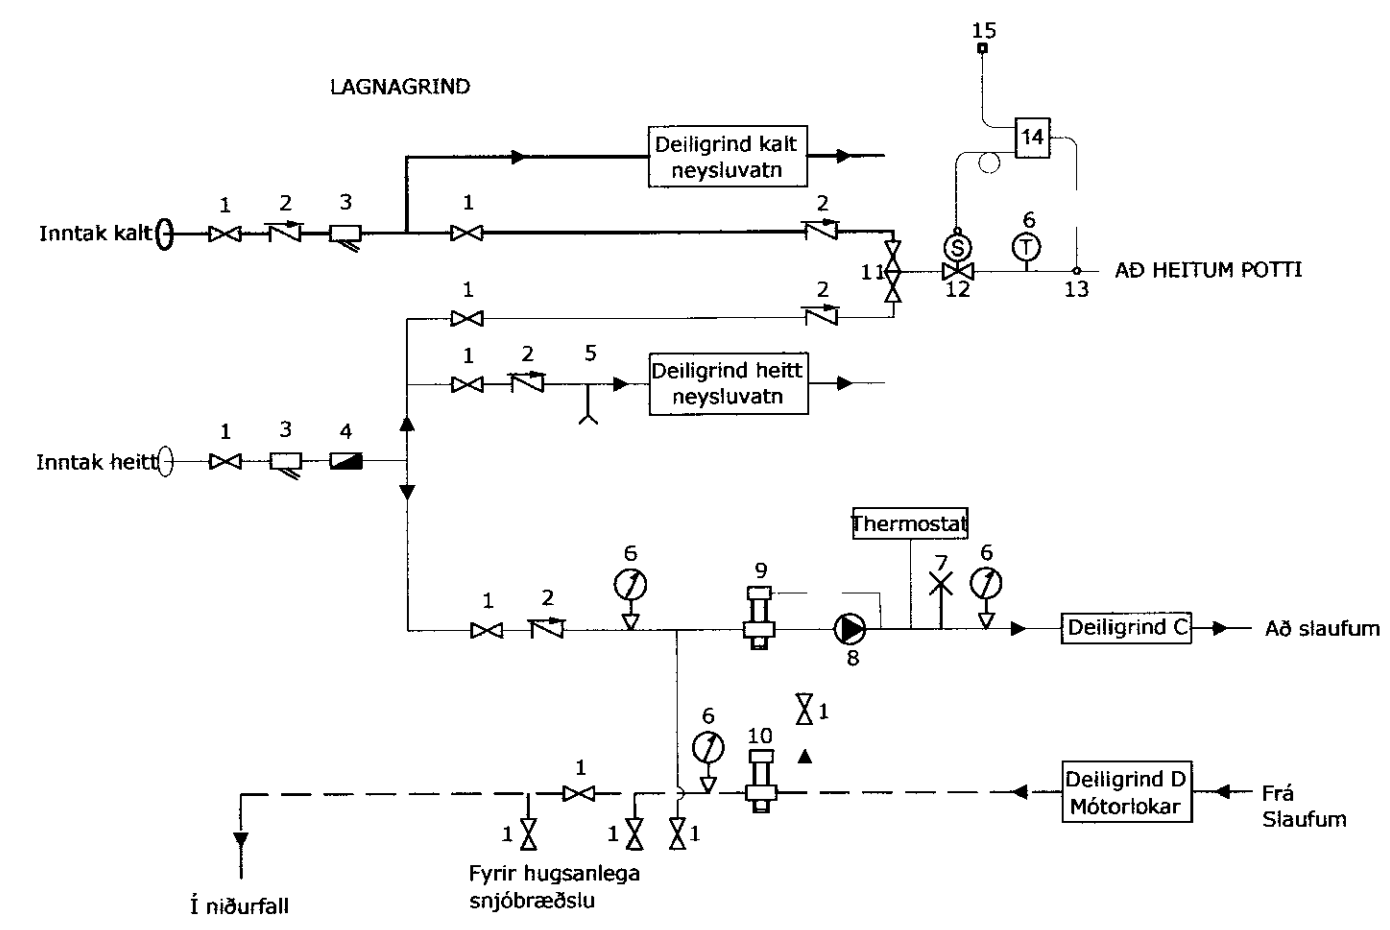 15
LAGNAGRIND
14
Deiligrind kalt
neysluvatn
1 2 3 1 2 6
Inntak kalt
S T
11 12 13
AÐ HEITUM POTTI
1 2
1 2 5
Deiligrind heitt
neysluvatn
1 3 4
Inntak heitt
Thermostat
6 9 7 6
1 2
8
Deiligrind C
Að slaufum
1
6 10
1
Deiligrind D
Mótorlokar
Frá
Slaufum
1 1 1
Fyrir hugsanlega
snjóbræðslu
Í niðurfall